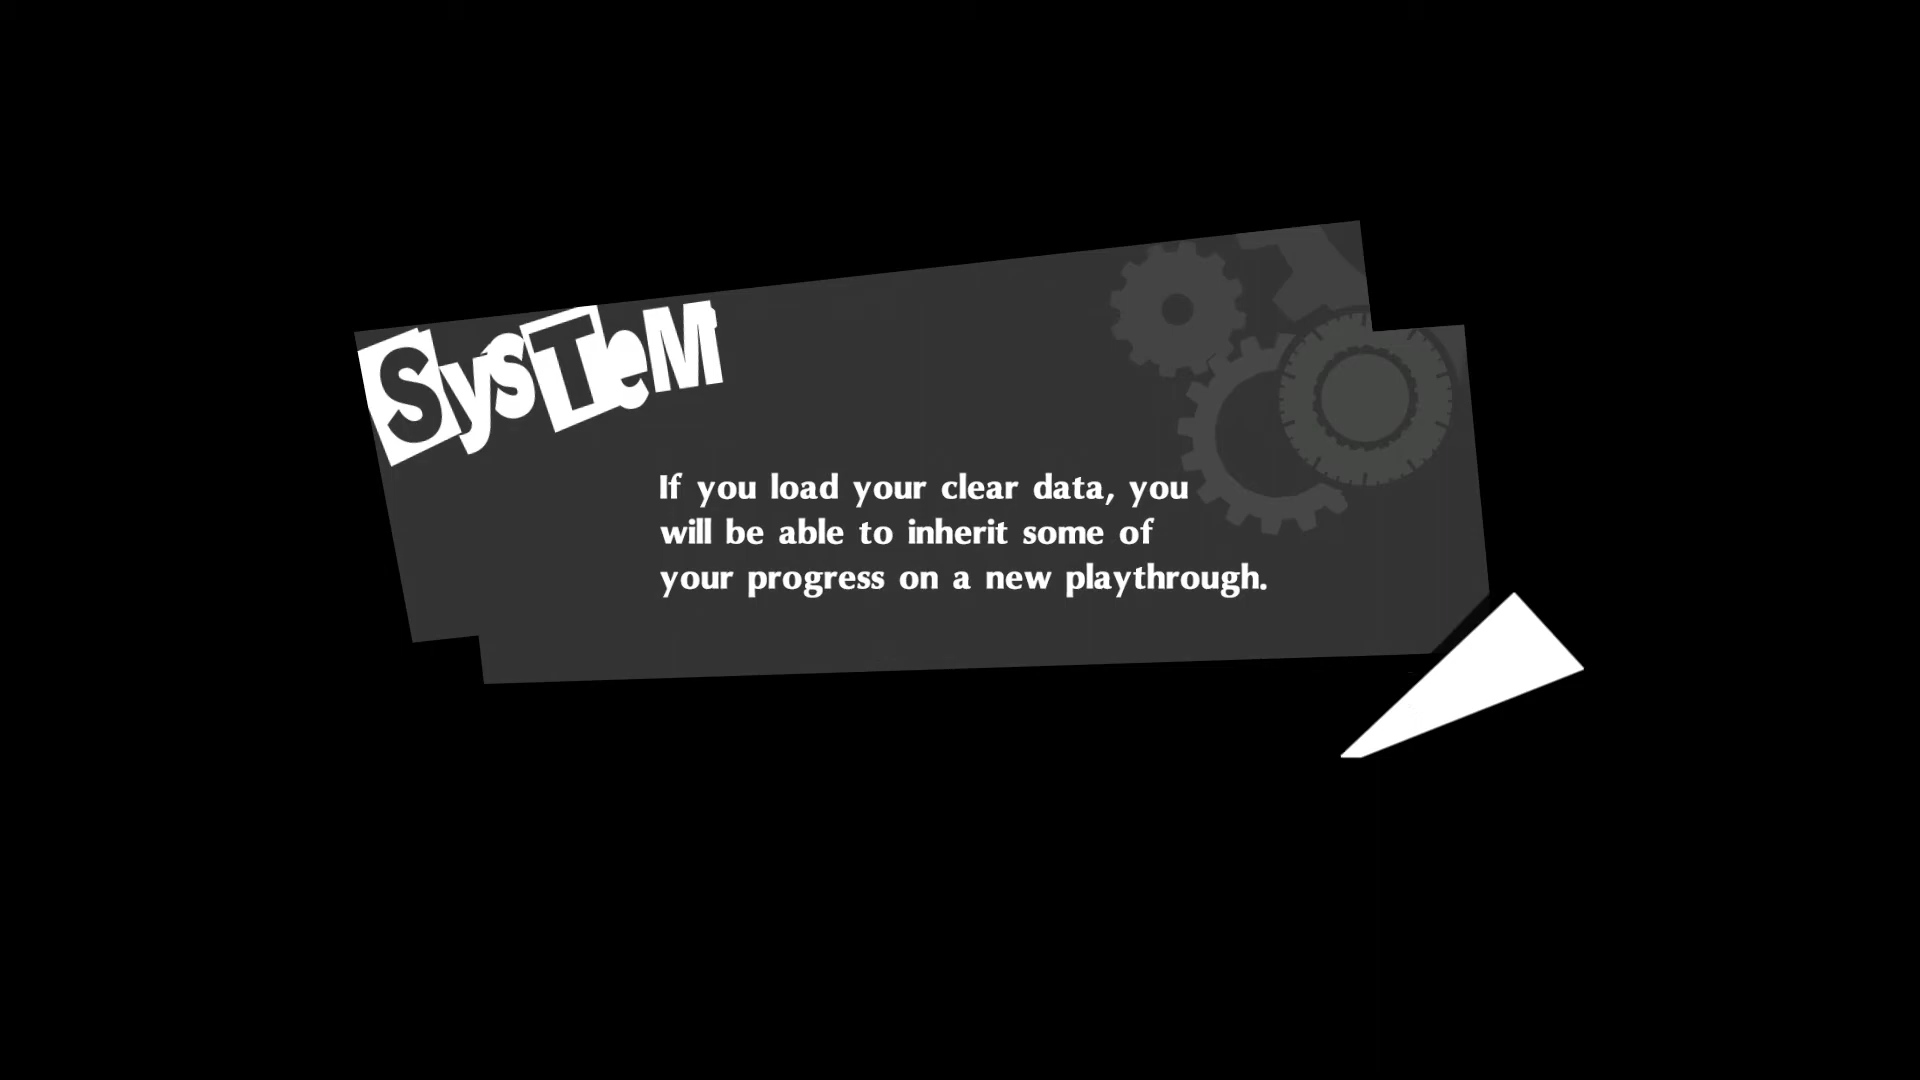 SysTeM
If you load your clear data, you
will be able to inherit some of
your progress on a new playthrough.